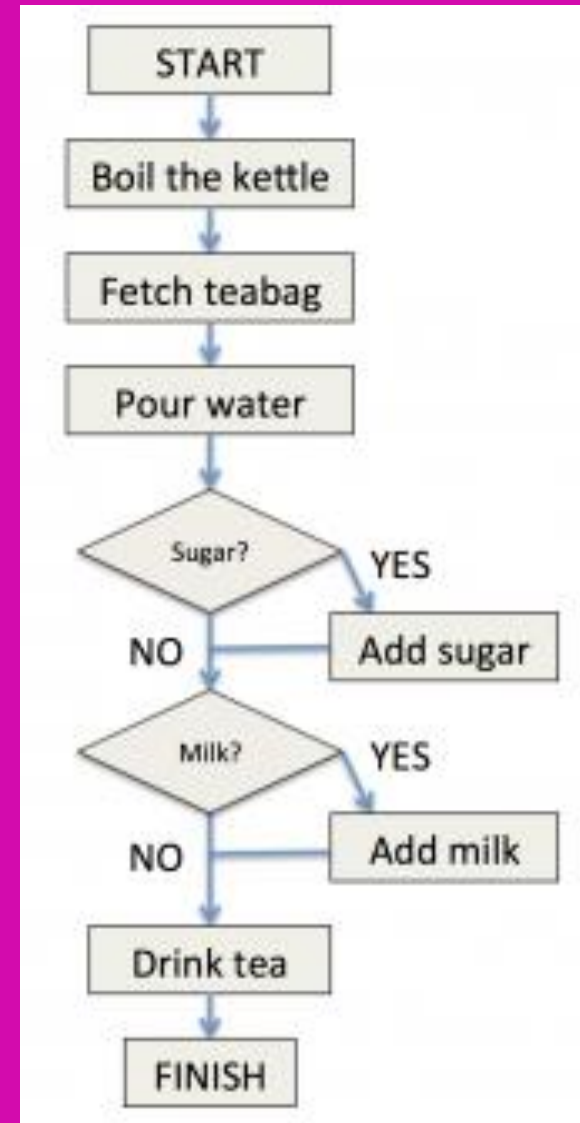 START
Boil the kettle
Fetch teabag
Pour water
Sugar?
YES
NO
Add sugar
Milk?
YES
NO
Add milk
Drink tea
FINISH